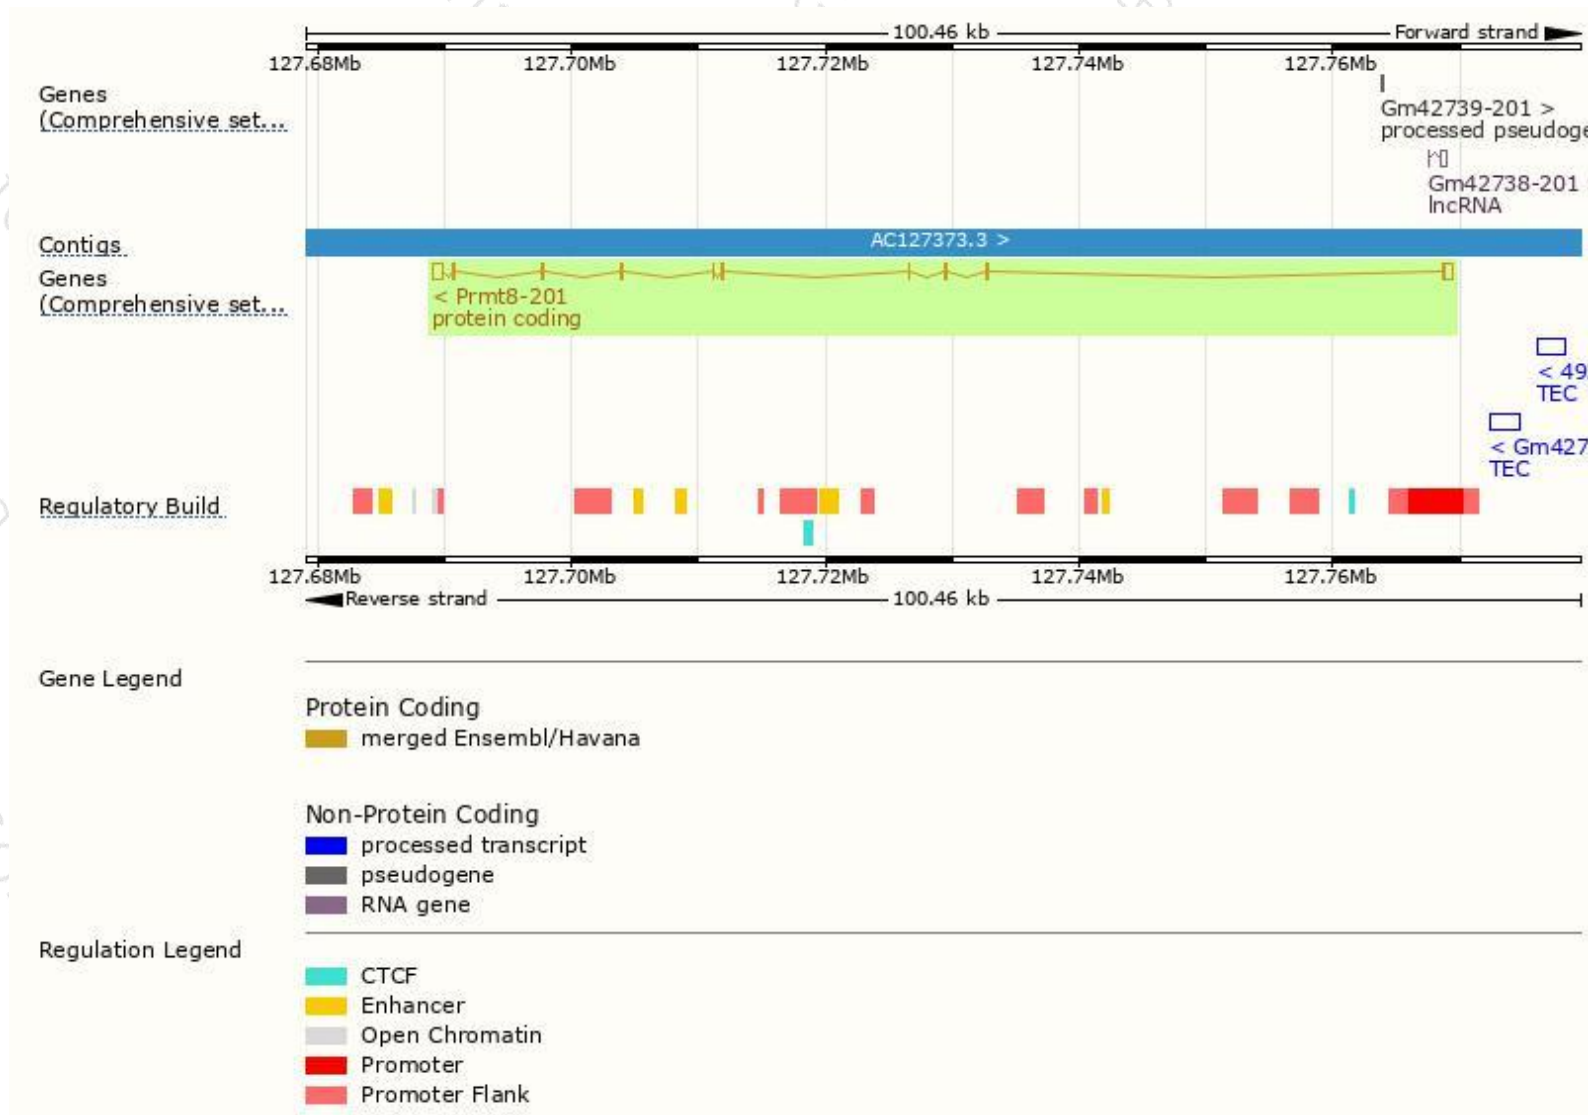 100.46 kb Forward strand
127.68Mb 127.70Mb 127.72Mb 127.74Mb 127.76Mb
Genes
(Comprehensive set...
Gm42739-201 >
processed pseudoge
Gm42738-201
lncRNA
Contigs
AC127373.3 >
Genes
(Comprehensive set...
< Prmt8-201
protein coding
< 49
TEC
< Gm427
TEC
Regulatory Build
127.68Mb 127.70Mb 127.72Mb 127.74Mb 127.76Mb
Reverse strand 100.46 kb
Gene Legend
Protein Coding
merged Ensembl/Havana
Non-Protein Coding
processed transcript
pseudogene
RNA gene
Regulation Legend
CTCF
Enhancer
Open Chromatin
Promoter
Promoter Flank